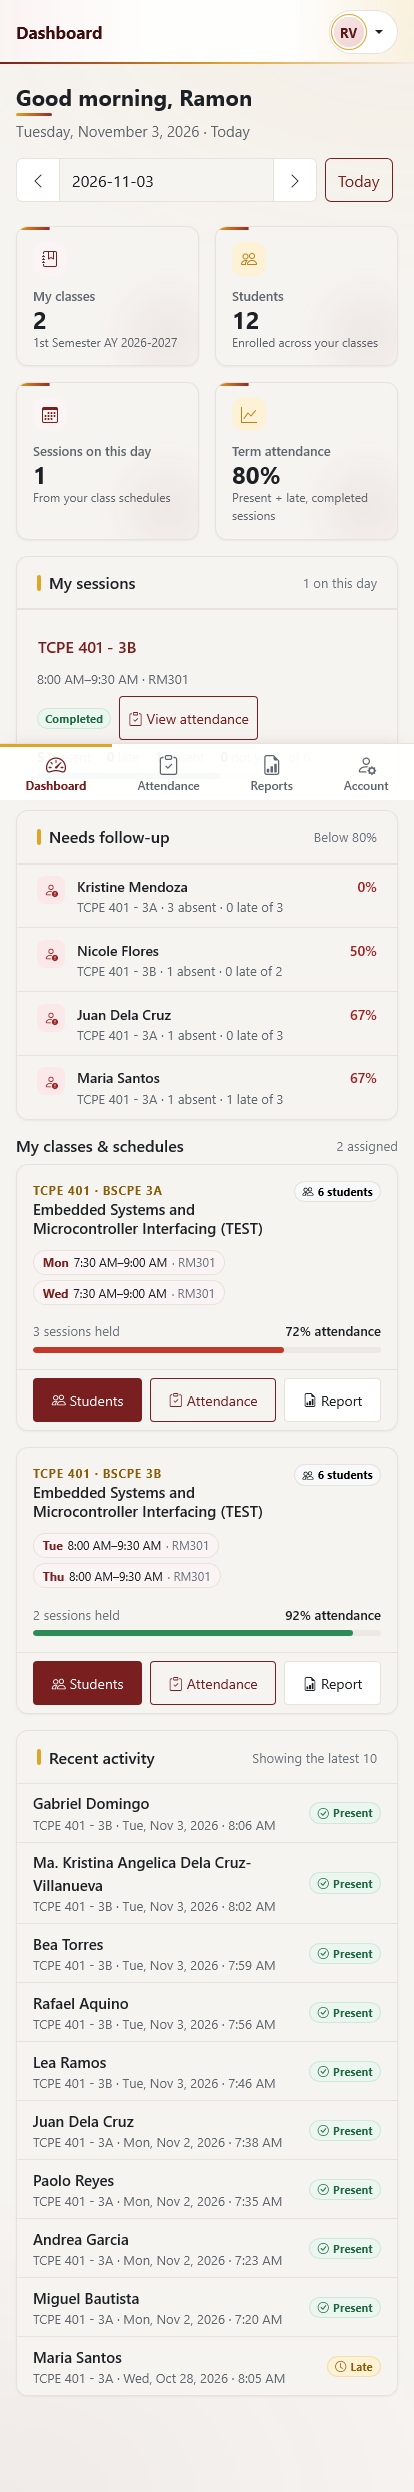 Dashboard
RV
Good morning, Ramon
Tuesday, November 3, 2026 · Today
2026-11-03
Today
My classes
2
1st Semester AY 2026-2027
Students
12
Enrolled across your classes
Sessions on this day
1
From your class schedules
Term attendance
80%
Present + late, completed
sessions
My sessions
1 on this day
TCPE 401 - 3B
8:00 AM–9:30 AM · RM301
Completed
View attendance
Dashboard
Attendance
Reports
Account
Needs follow-up
Below 80%
Kristine Mendoza
0%
TCPE 401 - 3A · 3 absent · 0 late of 3
Nicole Flores
50%
TCPE 401 - 3B · 1 absent · 0 late of 2
Juan Dela Cruz
67%
TCPE 401 - 3A · 1 absent · 0 late of 3
Maria Santos
67%
TCPE 401 - 3A · 1 absent · 1 late of 3
My classes & schedules
2 assigned
TCPE 401 · BSCPE 3A
6 students
Embedded Systems and
Microcontroller Interfacing (TEST)
Mon 7:30 AM–9:00 AM · RM301
Wed 7:30 AM–9:00 AM · RM301
3 sessions held
72% attendance
Students
Attendance
Report
TCPE 401 · BSCPE 3B
6 students
Embedded Systems and
Microcontroller Interfacing (TEST)
Tue 8:00 AM–9:30 AM · RM301
Thu 8:00 AM–9:30 AM · RM301
2 sessions held
92% attendance
Students
Attendance
Report
Recent activity
Showing the latest 10
Gabriel Domingo
TCPE 401 - 3B · Tue, Nov 3, 2026 · 8:06 AM
Present
Ma. Kristina Angelica Dela Cruz-
Villanueva
TCPE 401 - 3B · Tue, Nov 3, 2026 · 8:02 AM
Present
Bea Torres
TCPE 401 - 3B · Tue, Nov 3, 2026 · 7:59 AM
Present
Rafael Aquino
TCPE 401 - 3B · Tue, Nov 3, 2026 · 7:56 AM
Present
Lea Ramos
TCPE 401 - 3B · Tue, Nov 3, 2026 · 7:46 AM
Present
Juan Dela Cruz
TCPE 401 - 3A · Mon, Nov 2, 2026 · 7:38 AM
Present
Paolo Reyes
TCPE 401 - 3A · Mon, Nov 2, 2026 · 7:35 AM
Present
Andrea Garcia
TCPE 401 - 3A · Mon, Nov 2, 2026 · 7:23 AM
Present
Miguel Bautista
TCPE 401 - 3A · Mon, Nov 2, 2026 · 7:20 AM
Present
Maria Santos
TCPE 401 - 3A · Wed, Oct 28, 2026 · 8:05 AM
Late